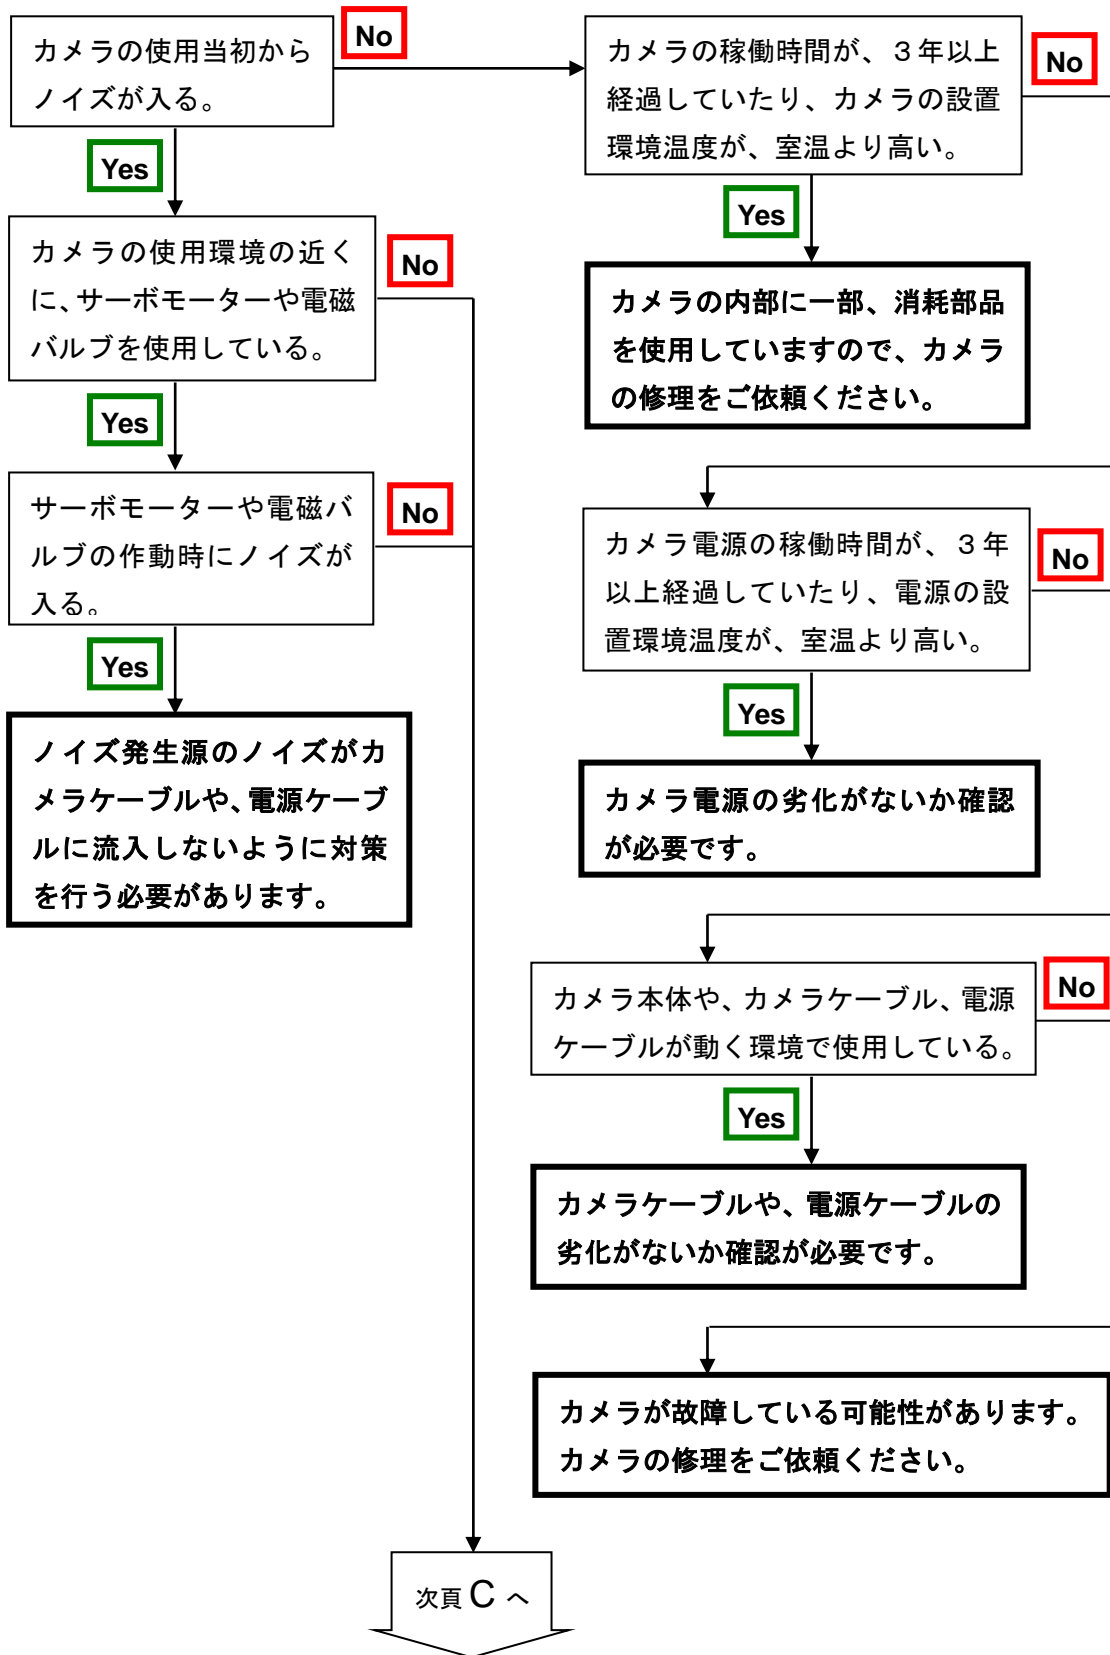 カメラの使用当初から
ノイズが入る。
No
カメラの稼働時間が、３年以上
経過していたり、カメラの設置
環境温度が、室温より高い。
No
Yes
Yes
カメラの使用環境の近く
に、サーボモーターや電磁
バルブを使用している。
No
カメラの内部に一部、消耗部品
を使用していますので、カメラ
の修理をご依頼ください。
Yes
サーボモーターや電磁バ
ルブの作動時にノイズが
入る。
No
カメラ電源の稼働時間が、３年
以上経過していたり、電源の設
置環境温度が、室温より高い。
No
Yes
Yes
ノイズ発生源のノイズがカ
メラケーブルや、電源ケーブ
ルに流入しないように対策
を行う必要があります。
カメラ電源の劣化がないか確認
が必要です。
カメラ本体や、カメラケーブル、電源
ケーブルが動く環境で使用している。
No
Yes
カメラケーブルや、電源ケーブルの
劣化がないか確認が必要です。
カメラが故障している可能性があります。
カメラの修理をご依頼ください。
次頁 C へ